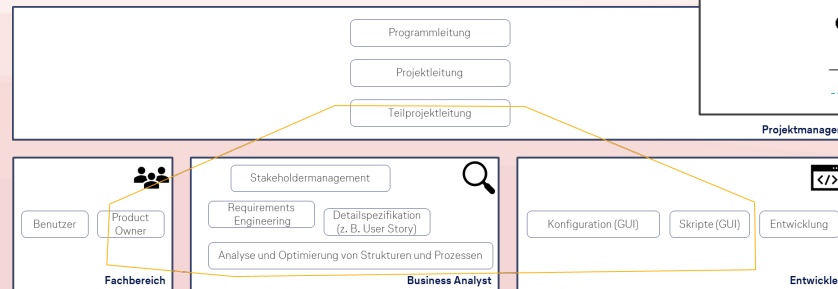 Programmleitung
Projektleitung
Teilprojektleitung
Projektmanager
Stakeholdermanagement
Requirements
Engineering
Detailspezifikation
(z. B. User Story)
Analyse und Optimierung von Strukturen und Prozessen
Business Analyst
Benutzer
Product
Owner
Fachbereich
Konfiguration (GUI)
Skripte (GUI)
Entwicklung
</>
Entwickle